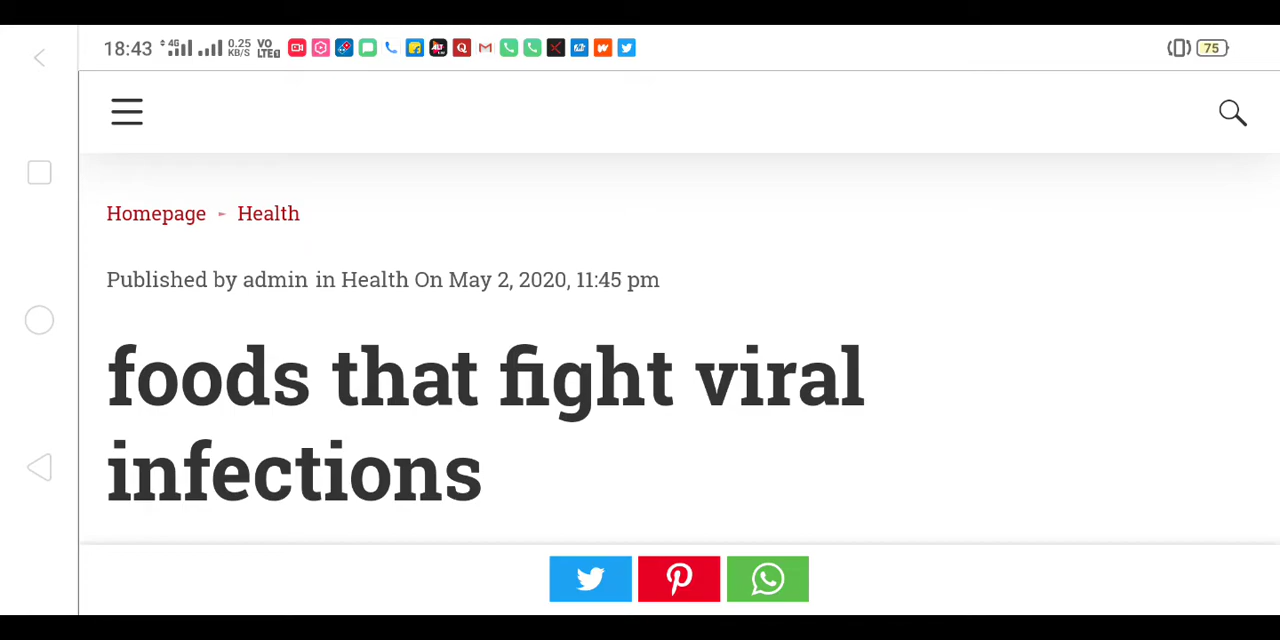 18:43 4G 0.25 KB/S VO LTE 75
Homepage - Health
Published by admin in Health On May 2, 2020, 11:45 pm
foods that fight viral
infections